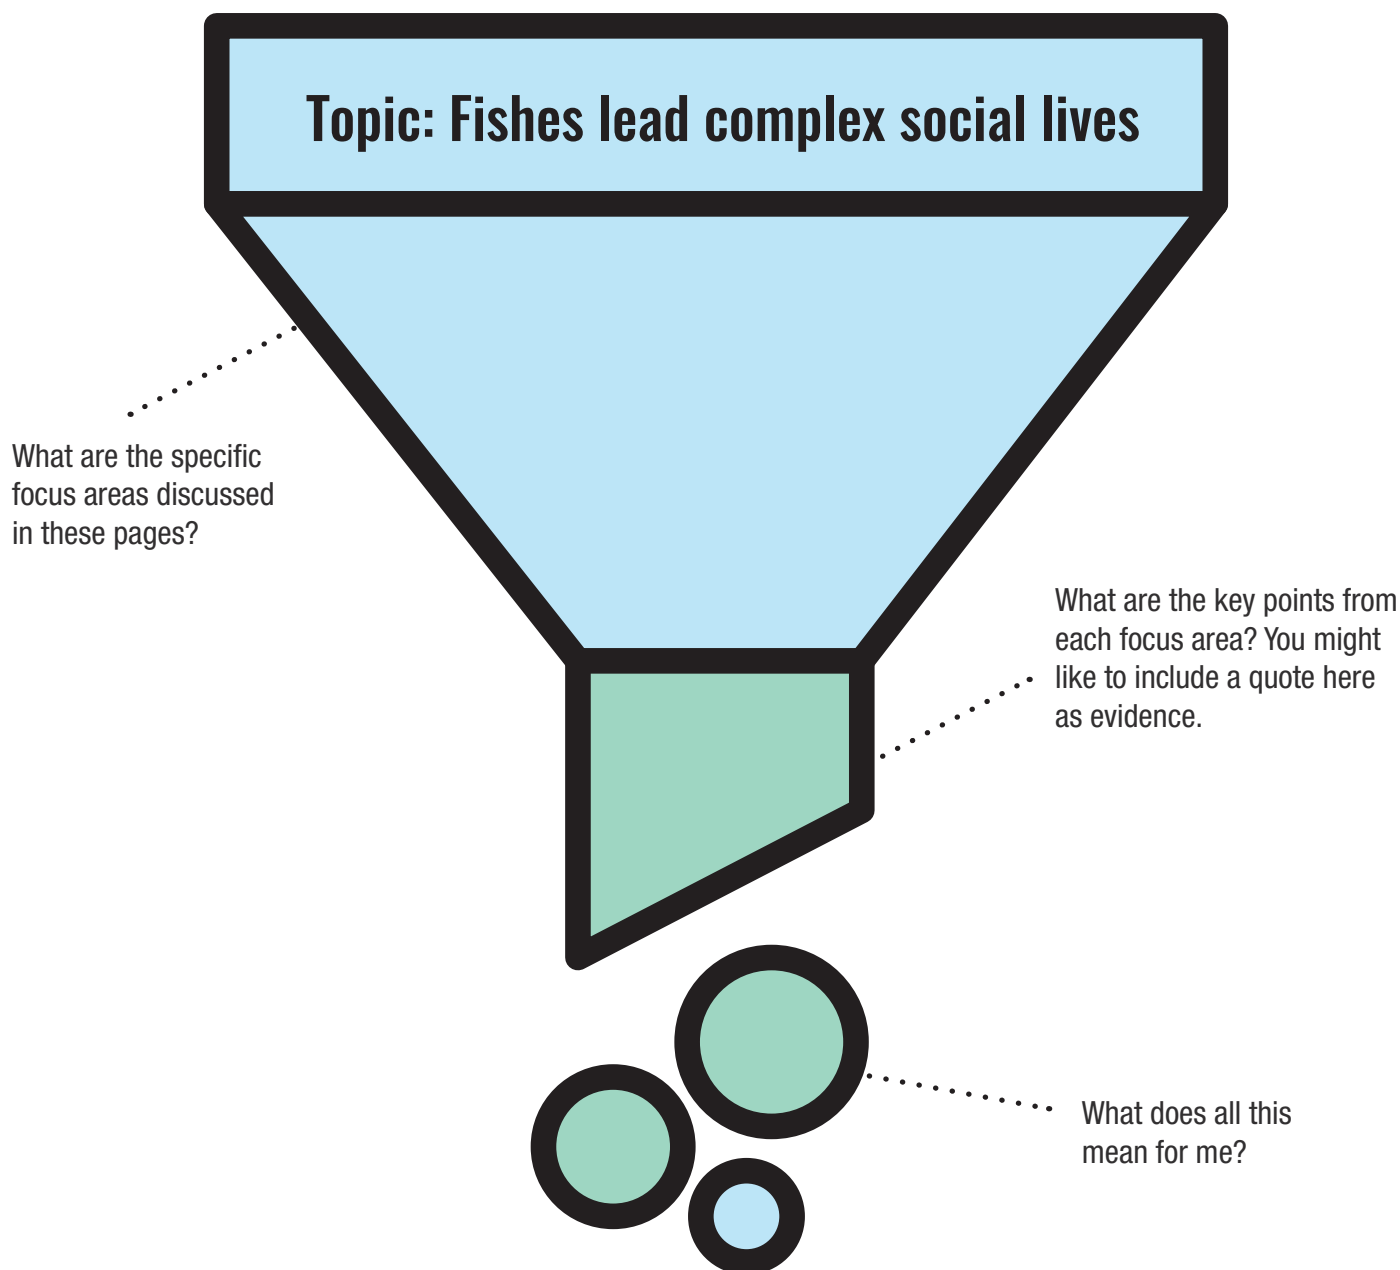 Topic: Fishes lead complex social lives
What are the specific
focus areas discussed
in these pages?
What are the key points from
each focus area? You might
like to include a quote here
as evidence.
What does all this
mean for me?